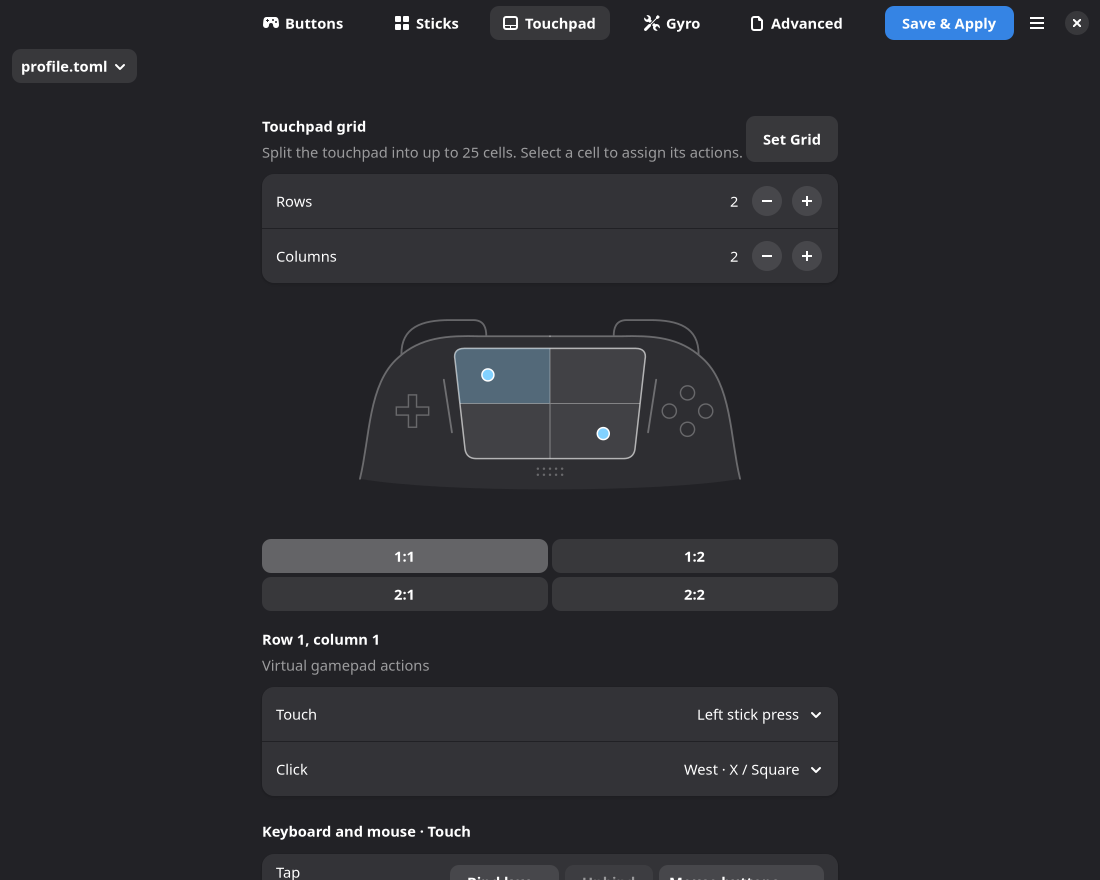 Buttons
Sticks
Touchpad
Gyro
Advanced
Save & Apply
profile.toml
Touchpad grid
Split the touchpad into up to 25 cells. Select a cell to assign its actions.
Set Grid
Rows 2
Columns 2
1:1 1:2
2:1 2:2
Row 1, column 1
Virtual gamepad actions
Touch Left stick press
Click West · X / Square
Keyboard and mouse · Touch
Tap